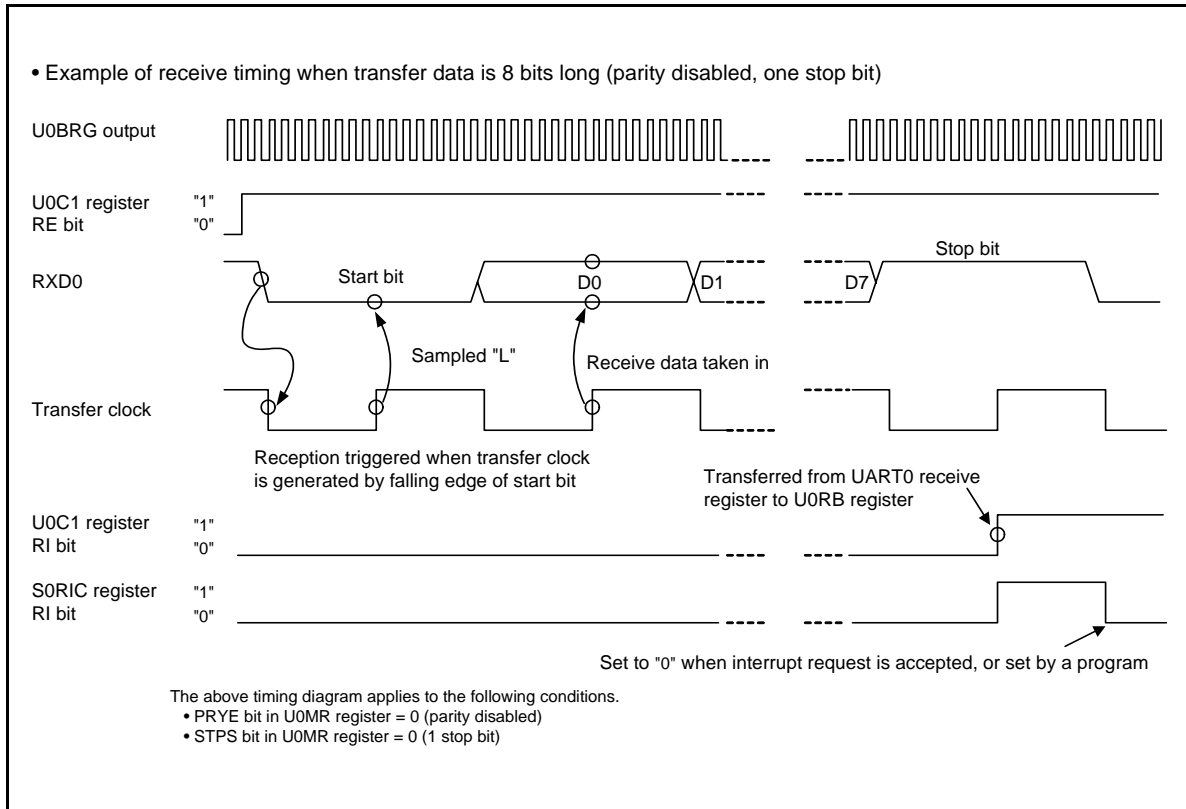 • Example of receive timing when transfer data is 8 bits long (parity disabled, one stop bit)
U0BRG output
U0C1 register
RE bit
"1"
"0"
RXD0
Start bit
D0
D1
D7
Stop bit
Sampled "L"
Receive data taken in
Transfer clock
Reception triggered when transfer clock
is generated by falling edge of start bit
Transferred from UART0 receive
register to U0RB register
U0C1 register
RI bit
"1"
"0"
S0RIC register
RI bit
"1"
"0"
Set to "0" when interrupt request is accepted, or set by a program
The above timing diagram applies to the following conditions.
• PRYE bit in U0MR register = 0 (parity disabled)
• STPS bit in U0MR register = 0 (1 stop bit)